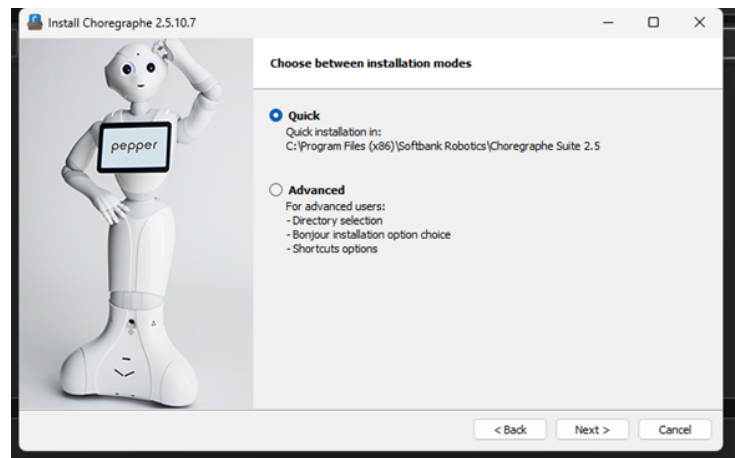 Install Choregraphe 2.5.10.7
Choose between installation modes
pepper
Quick
Quick installation in:
C:\Program Files (x86)\Softbank Robotics\Choregraphe Suite 2.5
Advanced
For advanced users:
- Directory selection
- Bonjour installation option choice
- Shortcuts options
< Back
Next >
Cancel